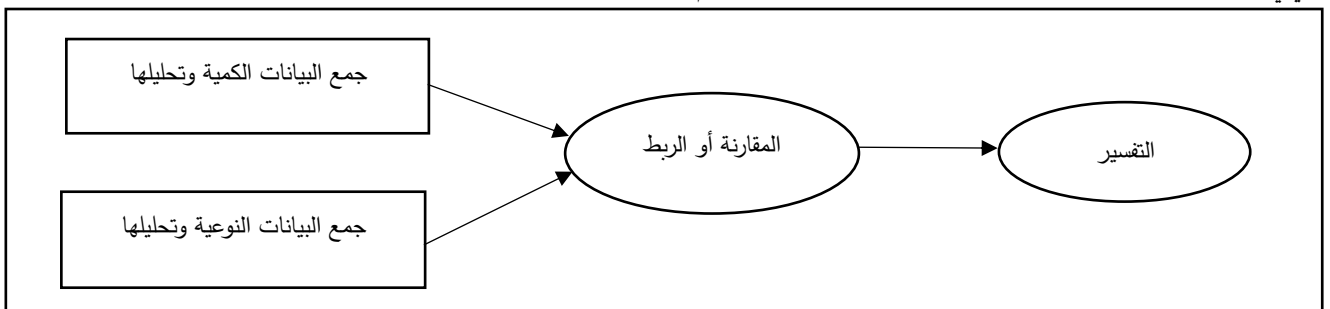 جمع البيانات الكمية وتحليلها
المقارنة أو الربط
التفسير
جمع البيانات النوعية وتحليلها